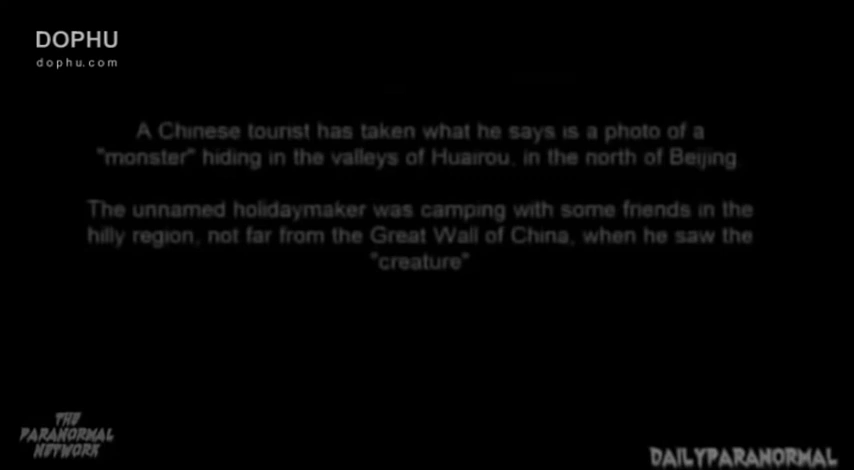 DOPHU
dophu.com
A Chinese tourist has taken what he says is a photo of a
"monster" hiding in the valleys of Huairou, in the north of Beijing
The unnamed holidaymaker was camping with some friends in the
hilly region, not far from the Great Wall of China, when he saw the
"creature"
THE
PARANORMAL
NETWORK
DAILYPARANORMAL